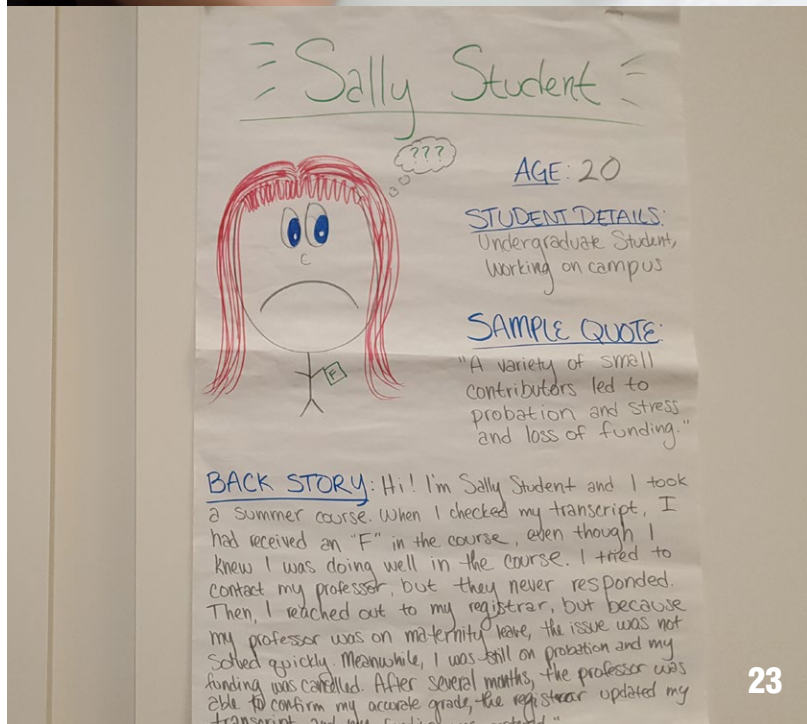 Sally Student
???
AGE: 20
STUDENT DETAILS:
Undergraduate Student,
Working on campus
F
SAMPLE QUOTE:
"A variety of small
contributors led to
probation and stress
and loss of funding."
BACK STORY: Hi! I'm Sally Student and I took
a summer course. When I checked my transcript, I
had received an "F" in the course, even though I
knew I was doing well in the course. I tried to
contact my professor, but they never responded.
Then, I reached out to my registrar, but because
my professor was on maternity leave, the issue was not
solved quickly. Meanwhile, I was still on probation and my
funding was cancelled. After several months, the professor was
able to confirm my accurate grade, the registrar updated my
transcript and my funding
23